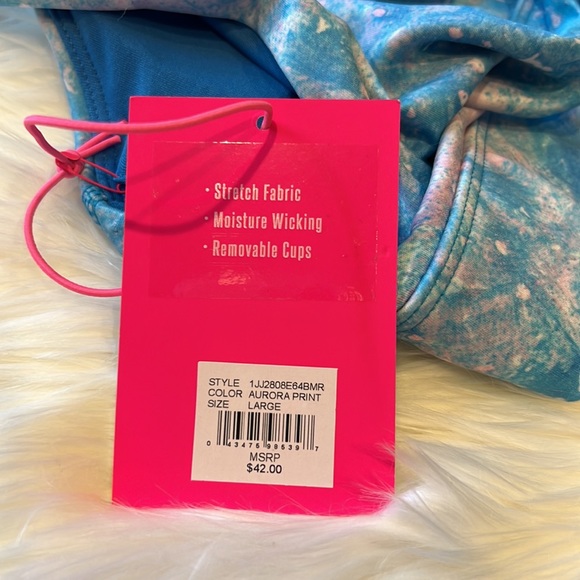 · Stretch Fabric
· Moisture Wicking
· Removable Cups
STYLE 1JJ2808E64BMR
COLOR AURORA PRINT
SIZE LARGE
0 43475 98539 7
MSRP
$42.00